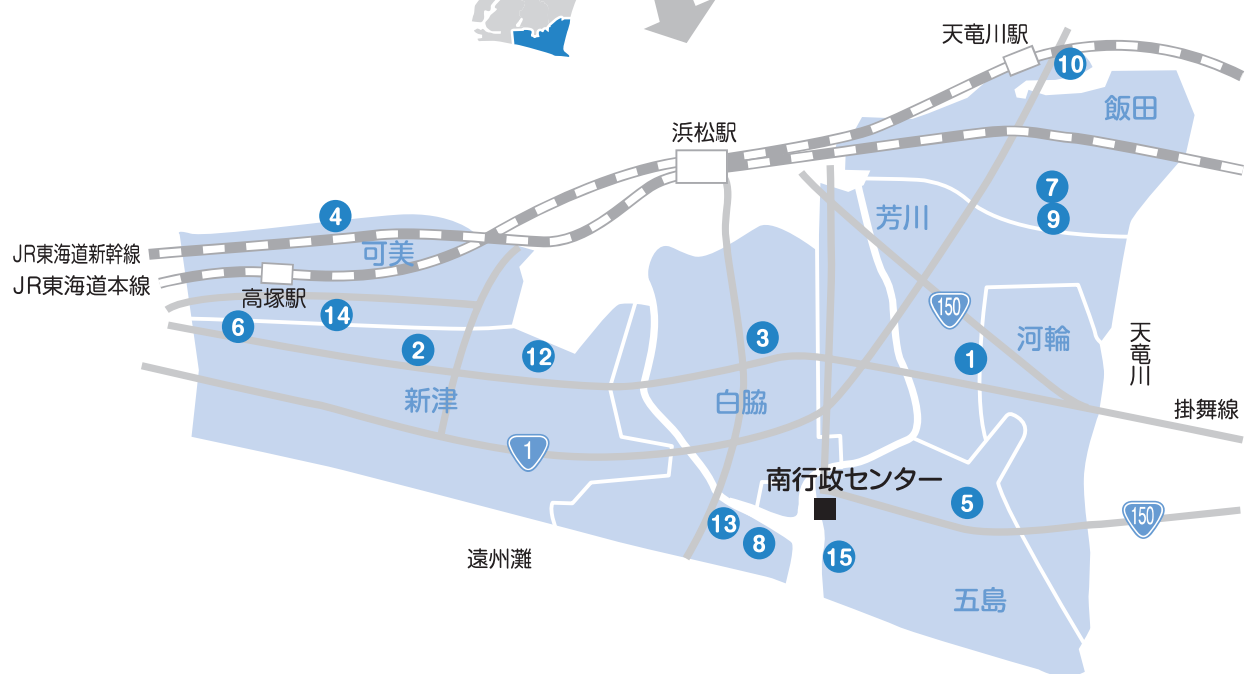 天竜川駅
10
飯田
浜松駅
7
9
4
芳川
JR東海道新幹線
可美
JR東海道本線
高塚駅
14
6
150
河輪
天竜川
3
2
12
1
新津
白脇
掛舞線
1
南行政センター
5
13
150
8
15
遠州灘
五島